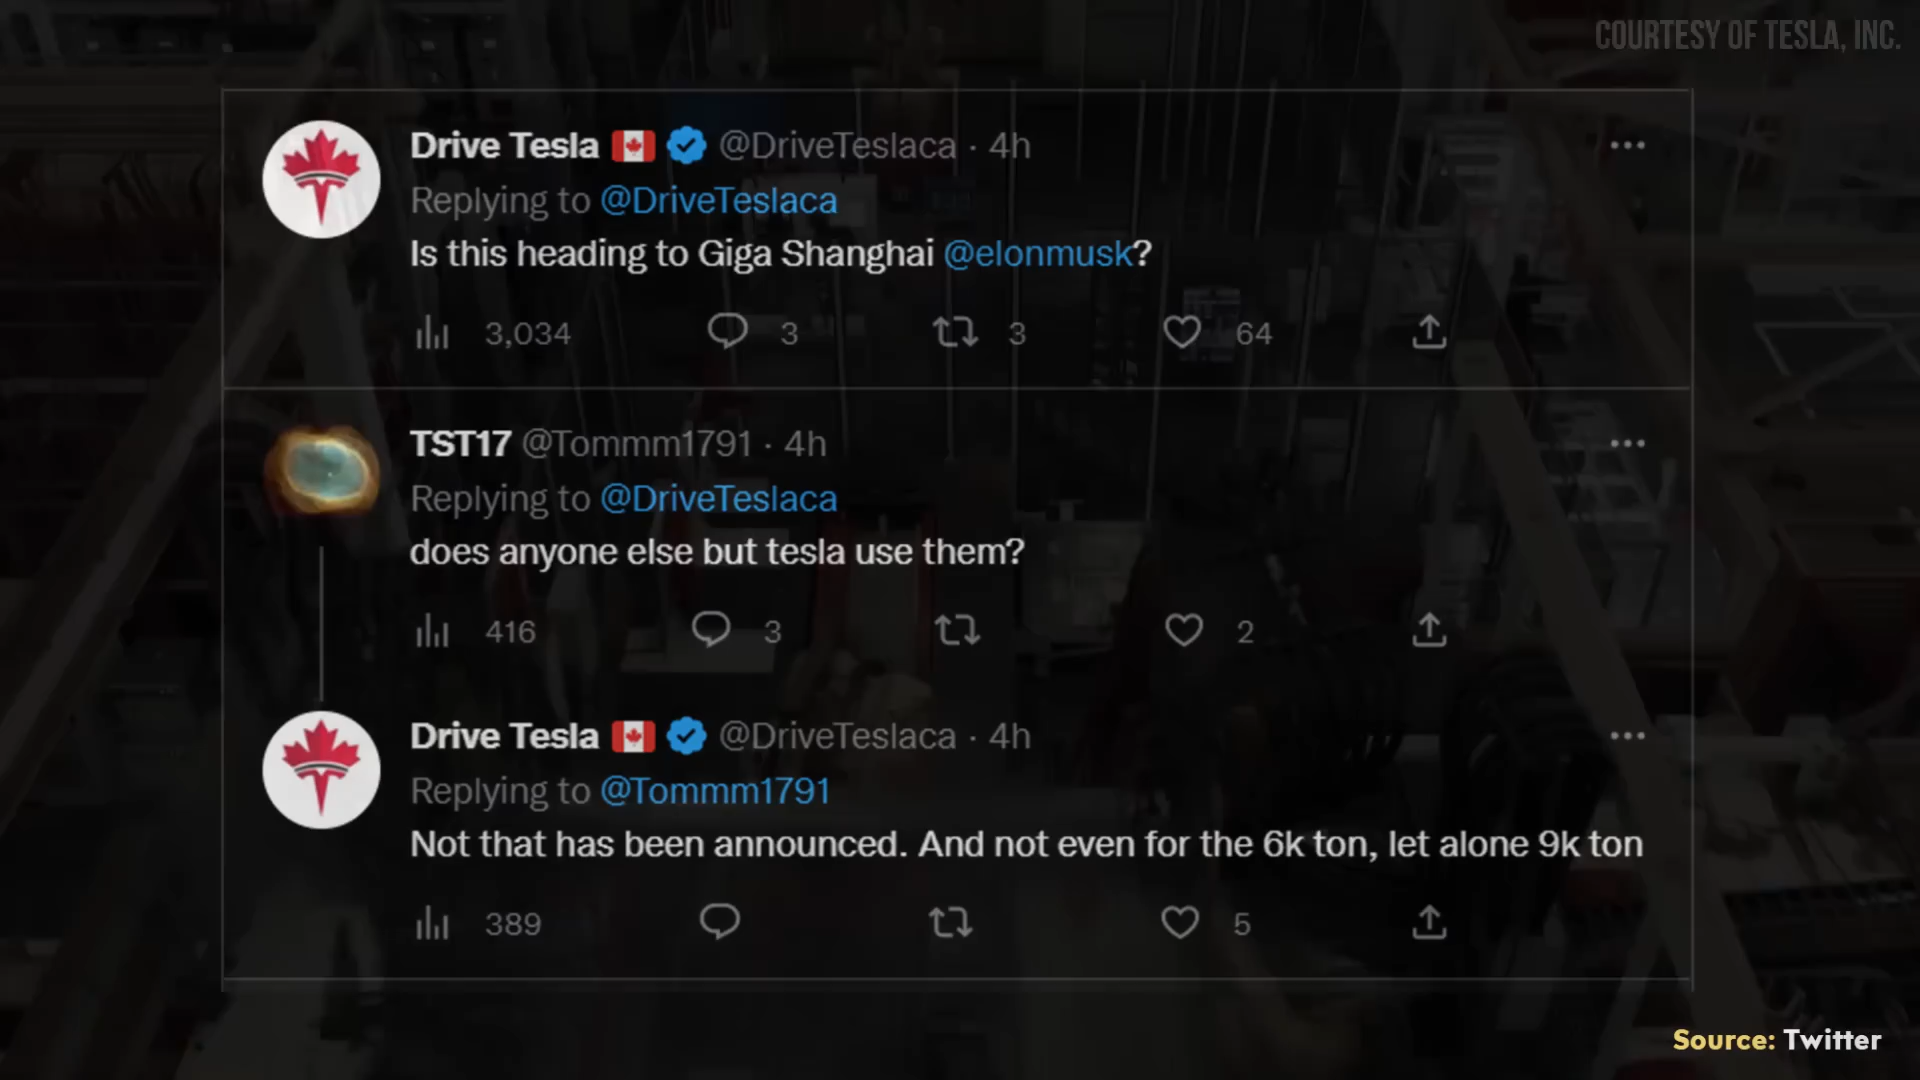 COURTESY OF TESLA, INC.
Drive Tesla @DriveTeslaca · 4h
Replying to @DriveTeslaca
Is this heading to Giga Shanghai @elonmusk?
3,034 3 3 64
TST17 @Tommm1791 · 4h
Replying to @DriveTeslaca
does anyone else but tesla use them?
416 3 2
Drive Tesla @DriveTeslaca · 4h
Replying to @Tommm1791
Not that has been announced. And not even for the 6k ton, let alone 9k ton
389 5
Source: Twitter